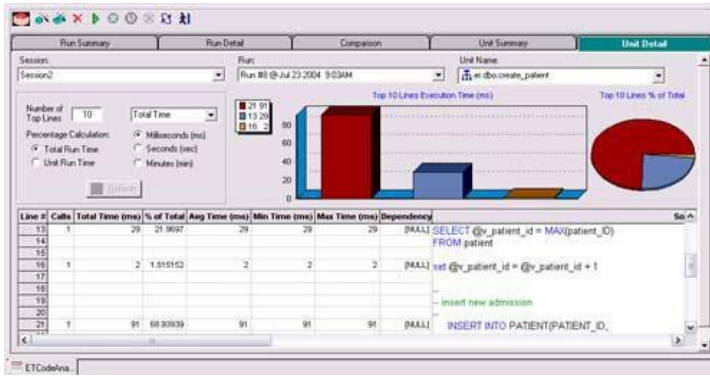 Run Summary Run Detail Comparison Unit Summary Unit Detail
Session: Run: Unit Name
Session2 Run #8 @ Jul 23 2004 9:03AM er.dbo.create_patient
Number of Top Lines 10 Total Time
Percentage Calculation:
Total Run Time
Unit Run Time
Milliseconds (ms)
Seconds (sec)
Minutes (min)
Refresh
21 91
13 29
16 2
Top 10 Lines Execution Time (ms)
80
60
40
20
0
Top 10 Lines % of Total
Line # Calls Total Time (ms) % of Total Avg Time (ms) Min Time (ms) Max Time (ms) Dependency So
13 1 29 21.9697 29 29 29 [NULL] SELECT @v_patient_id = MAX(patient_ID)
14 FROM patient
15
16 1 2 1.515152 2 2 2 [NULL] set @v_patient_id = @v_patient_id + 1
17
18
19 -- insert new admission
20 --
21 1 91 68.93939 91 91 91 [NULL] INSERT INTO PATIENT(PATIENT_ID,
ETCodeAna...